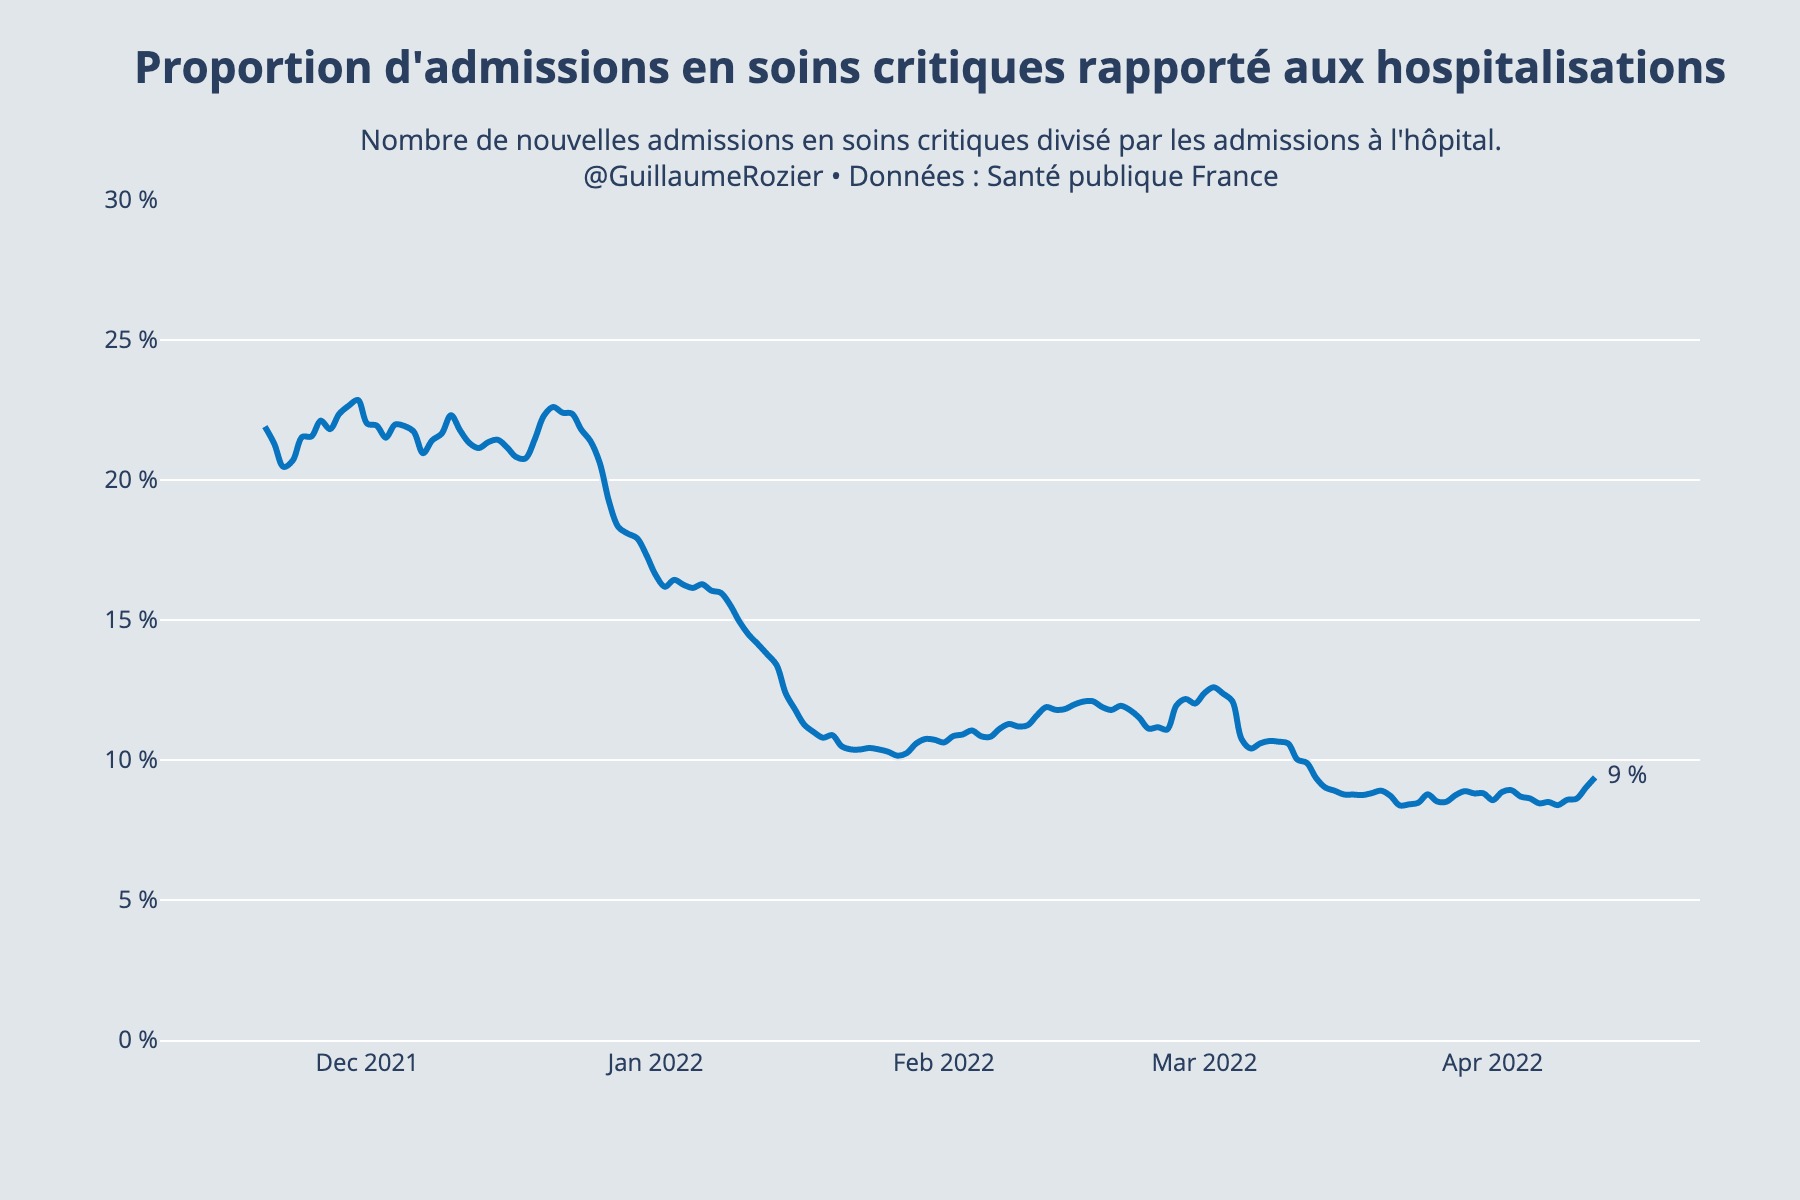 Proportion d'admissions en soins critiques rapporté aux hospitalisations
Nombre de nouvelles admissions en soins critiques divisé par les admissions à l'hôpital.
@GuillaumeRozier • Données : Santé publique France
30 %
25 %
20 %
15 %
10 %
9 %
5 %
0 %
Dec 2021 Jan 2022 Feb 2022 Mar 2022 Apr 2022